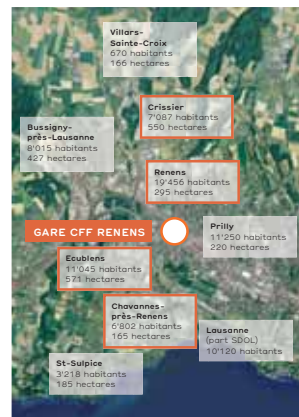 Villars-
Sainte-Croix
670 habitants
166 hectares
Crissier
7'087 habitants
550 hectares
Bussigny-
près-Lausanne
8'015 habitants
427 hectares
Renens
19'456 habitants
295 hectares
GARE CFF RENENS
Prilly
11'250 habitants
220 hectares
Ecublens
11'045 habitants
571 hectares
Chavannes-
près-Renens
6'802 habitants
165 hectares
Lausanne
(part SDOL)
10'120 habitants
St-Sulpice
3'218 habitants
185 hectares